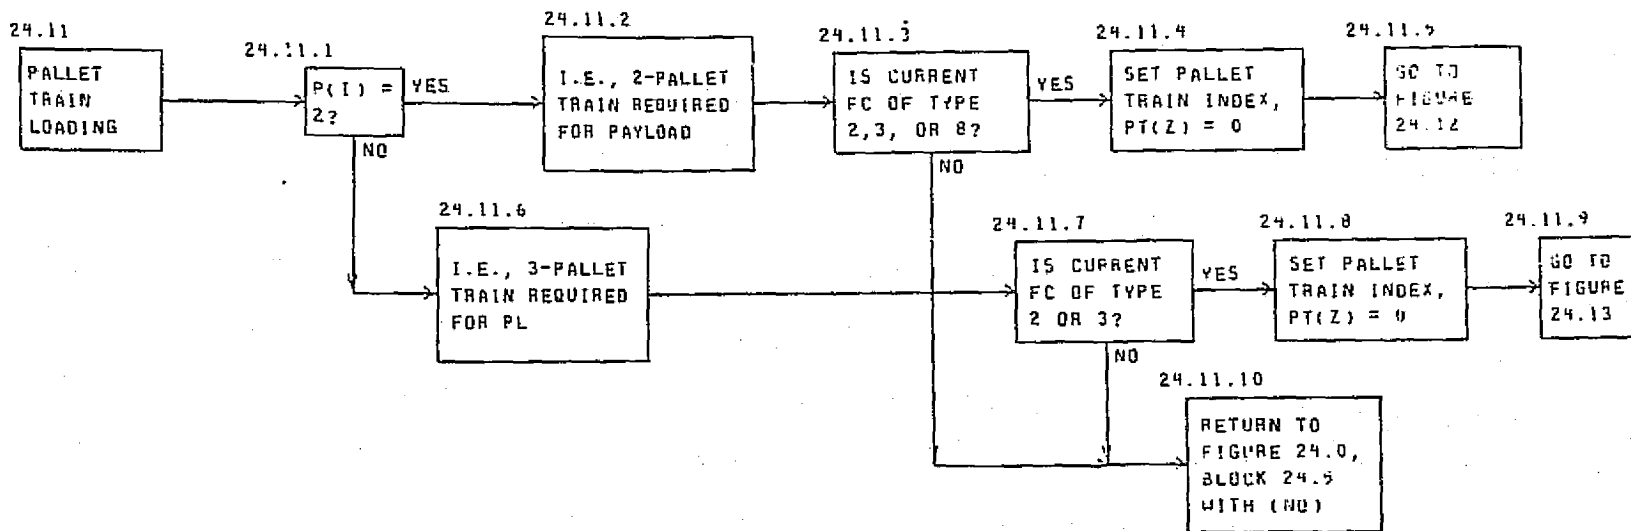 24.11
PALLET
TRAIN
LOADING
24.11.1
P(I) =
2?
YES
NO
24.11.2
I.E., 2-PALLET
TRAIN REQUIRED
FOR PAYLOAD
24.11.3
IS CURRENT
FC OF TYPE
2,3, OR 8?
YES
NO
24.11.4
SET PALLET
TRAIN INDEX,
PT(Z) = 0
24.11.5
GO TO
FIGURE
24.12
24.11.6
I.E., 3-PALLET
TRAIN REQUIRED
FOR PL
24.11.7
IS CURRENT
FC OF TYPE
2 OR 3?
YES
NO
24.11.8
SET PALLET
TRAIN INDEX,
PT(Z) = 0
24.11.9
GO TO
FIGURE
24.13
24.11.10
RETURN TO
FIGURE 24.0,
BLOCK 24.5
WITH (NO)